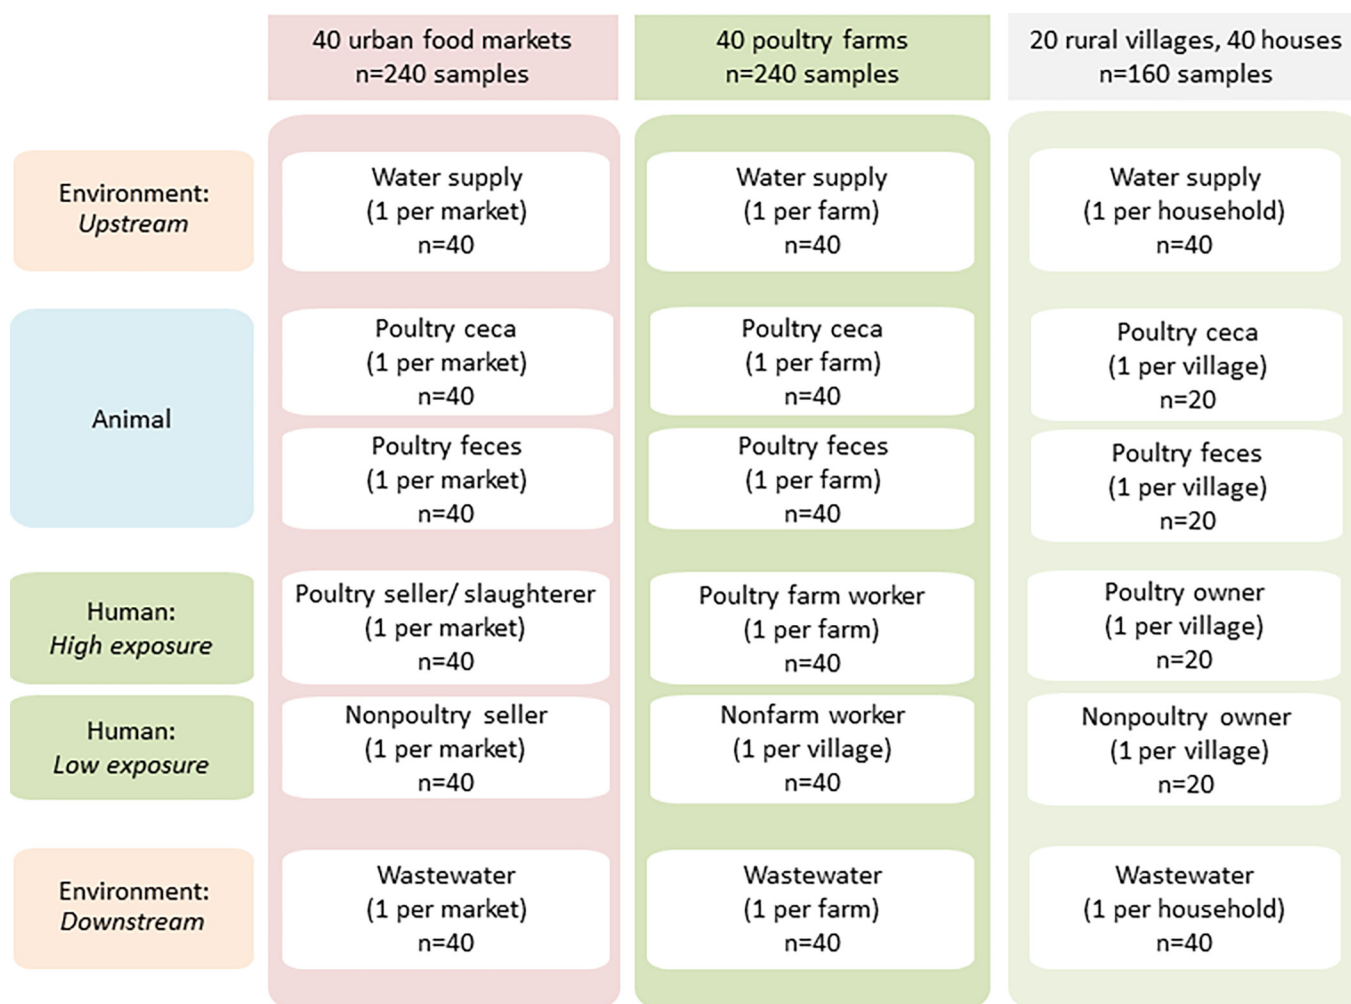 40 urban food markets
n=240 samples
40 poultry farms
n=240 samples
20 rural villages, 40 houses
n=160 samples
Environment:
Upstream
Water supply
(1 per market)
n=40
Water supply
(1 per farm)
n=40
Water supply
(1 per household)
n=40
Animal
Poultry ceca
(1 per market)
n=40
Poultry ceca
(1 per farm)
n=40
Poultry ceca
(1 per village)
n=20
Poultry feces
(1 per market)
n=40
Poultry feces
(1 per farm)
n=40
Poultry feces
(1 per village)
n=20
Human:
High exposure
Poultry seller/ slaughterer
(1 per market)
n=40
Poultry farm worker
(1 per farm)
n=40
Poultry owner
(1 per village)
n=20
Human:
Low exposure
Nonpoultry seller
(1 per market)
n=40
Nonfarm worker
(1 per village)
n=40
Nonpoultry owner
(1 per village)
n=20
Environment:
Downstream
Wastewater
(1 per market)
n=40
Wastewater
(1 per farm)
n=40
Wastewater
(1 per household)
n=40